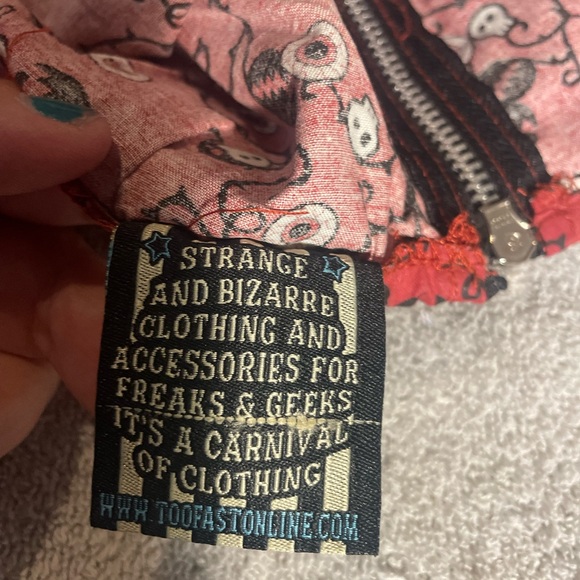 STRANGE
AND BIZARRE
CLOTHING AND
ACCESSORIES FOR
FREAKS & GEEKS
IT'S A CARNIVAL
OF CLOTHING
WWW.TOOFASTONLINE.COM